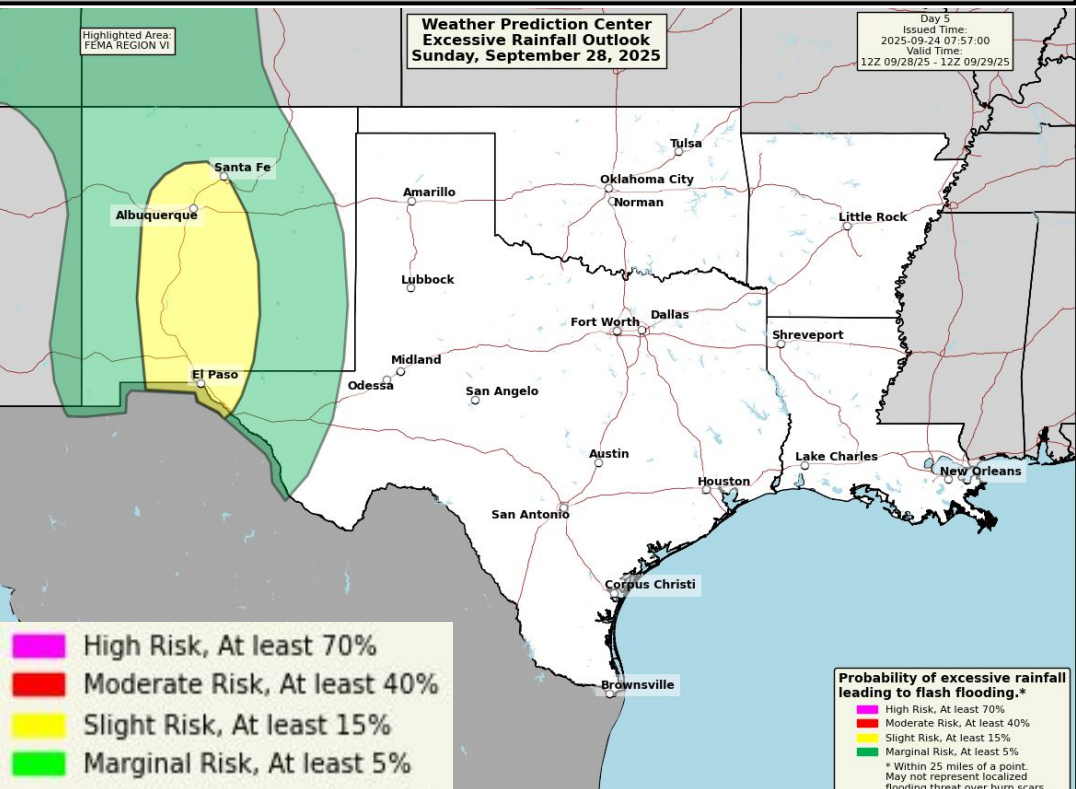 Highlighted Area:
FEMA REGION VI
Weather Prediction Center
Excessive Rainfall Outlook
Sunday, September 28, 2025
Day 5
Issued Time:
2025-09-24 07:57:00
Valid Time:
12Z 09/28/25 - 12Z 09/29/25
Tulsa
Santa Fe
Oklahoma City
Amarillo
Norman
Albuquerque
Little Rock
Lubbock
Dallas
Fort Worth
Shreveport
Midland
El Paso
Odessa
San Angelo
Austin
Lake Charles
New Orleans
Houston
San Antonio
Corpus Christi
Brownsville
High Risk, At least 70%
Moderate Risk, At least 40%
Slight Risk, At least 15%
Marginal Risk, At least 5%
Probability of excessive rainfall
leading to flash flooding.*
High Risk, At least 70%
Moderate Risk, At least 40%
Slight Risk, At least 15%
Marginal Risk, At least 5%
* Within 25 miles of a point.
May not represent localized
flooding threat over burn scars